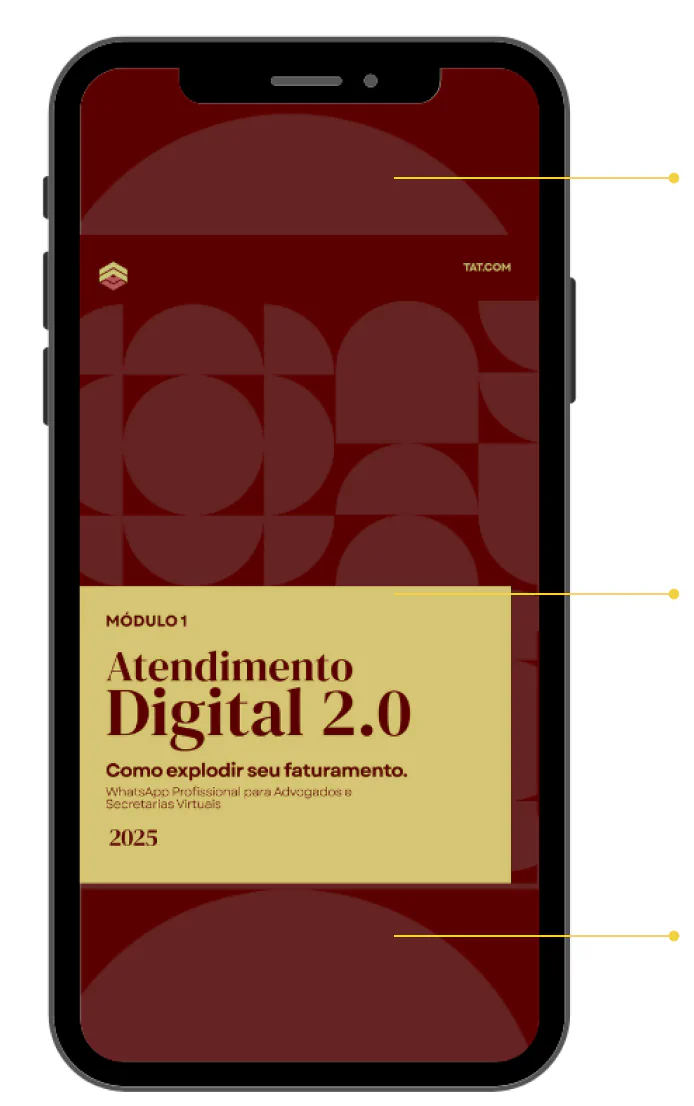 TAT.COM
MÓDULO 1
Atendimento
Digital 2.0
Como explodir seu faturamento.
WhatsApp Profissional para Advogados e
Secretarias Virtuais
2025